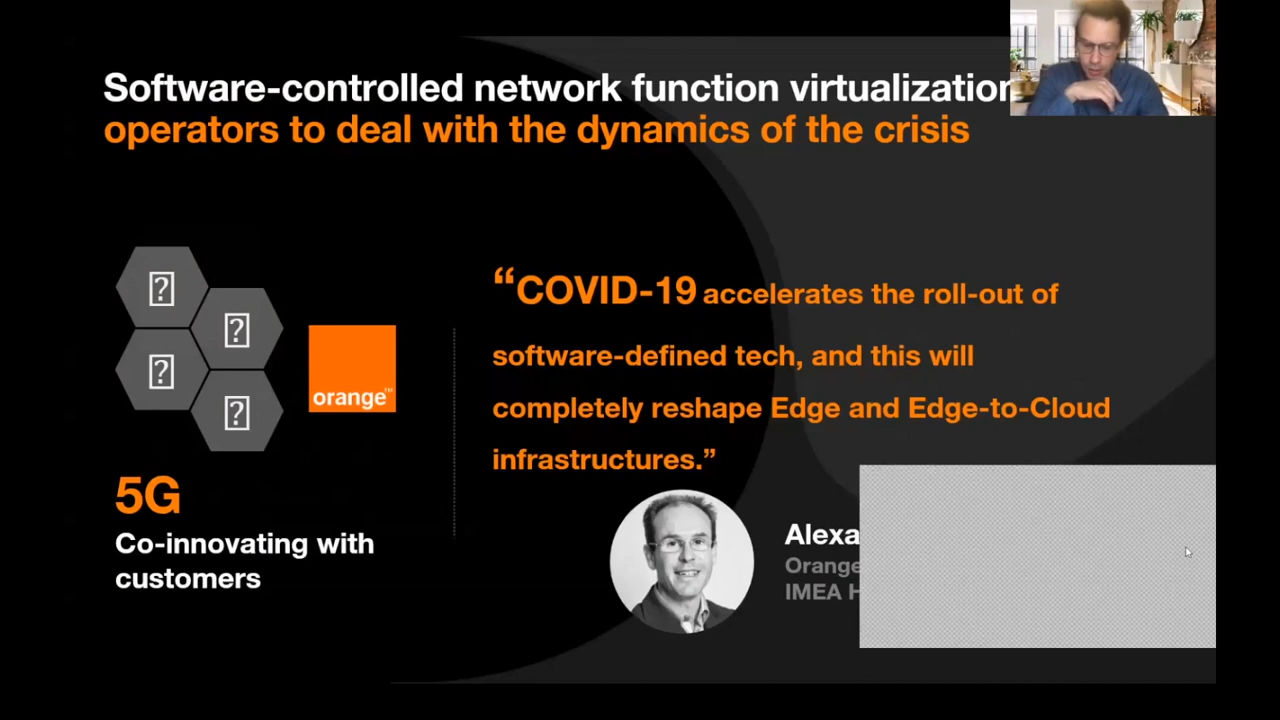 Software-controlled network function virtualization
operators to deal with the dynamics of the crisis
“COVID-19 accelerates the roll-out of
software-defined tech, and this will
completely reshape Edge and Edge-to-Cloud
infrastructures.”
orange™
5G
Co-innovating with
customers
Alexa
Orange
IMEA H